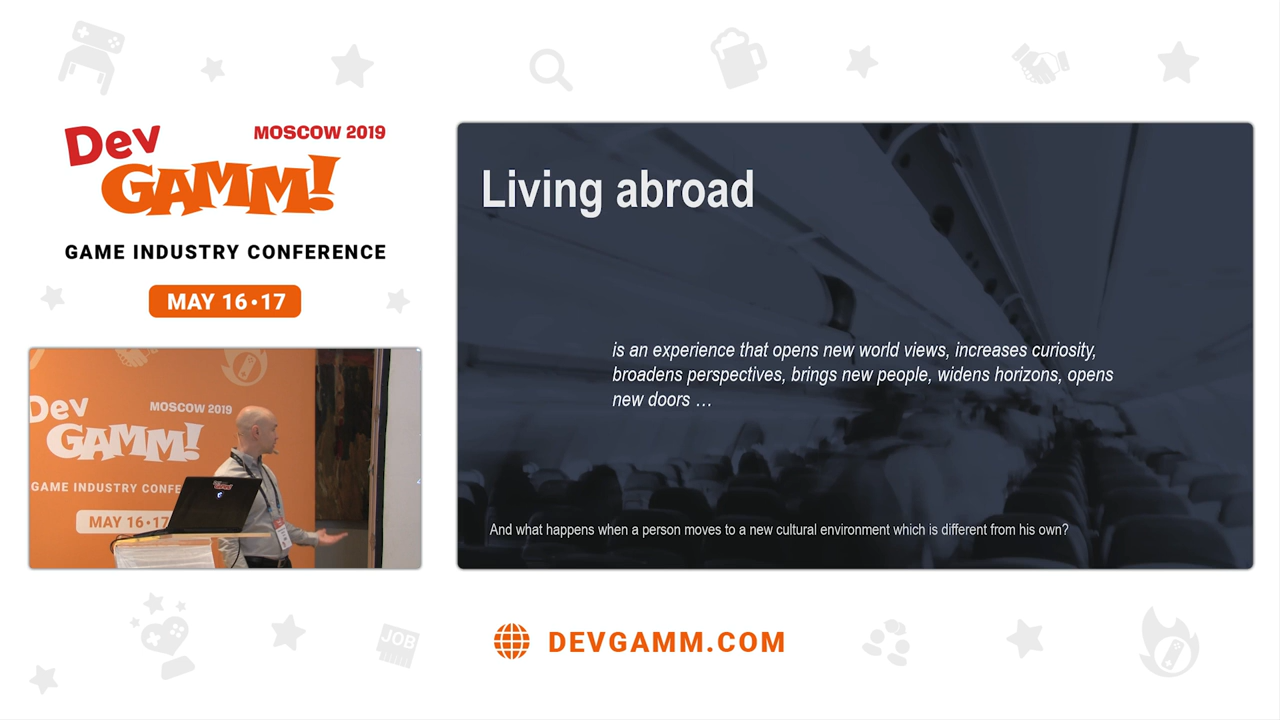 Dev
GAMM!
MOSCOW 2019
GAME INDUSTRY CONFERENCE
MAY 16•17
Dev
GAMM!
MOSCOW 2019
GAME INDUSTRY CONFE
MAY 16•17
GAMM!
Living abroad
is an experience that opens new world views, increases curiosity,
broadens perspectives, brings new people, widens horizons, opens
new doors …
And what happens when a person moves to a new cultural environment which is different from his own?
JOB
DEVGAMM.COM